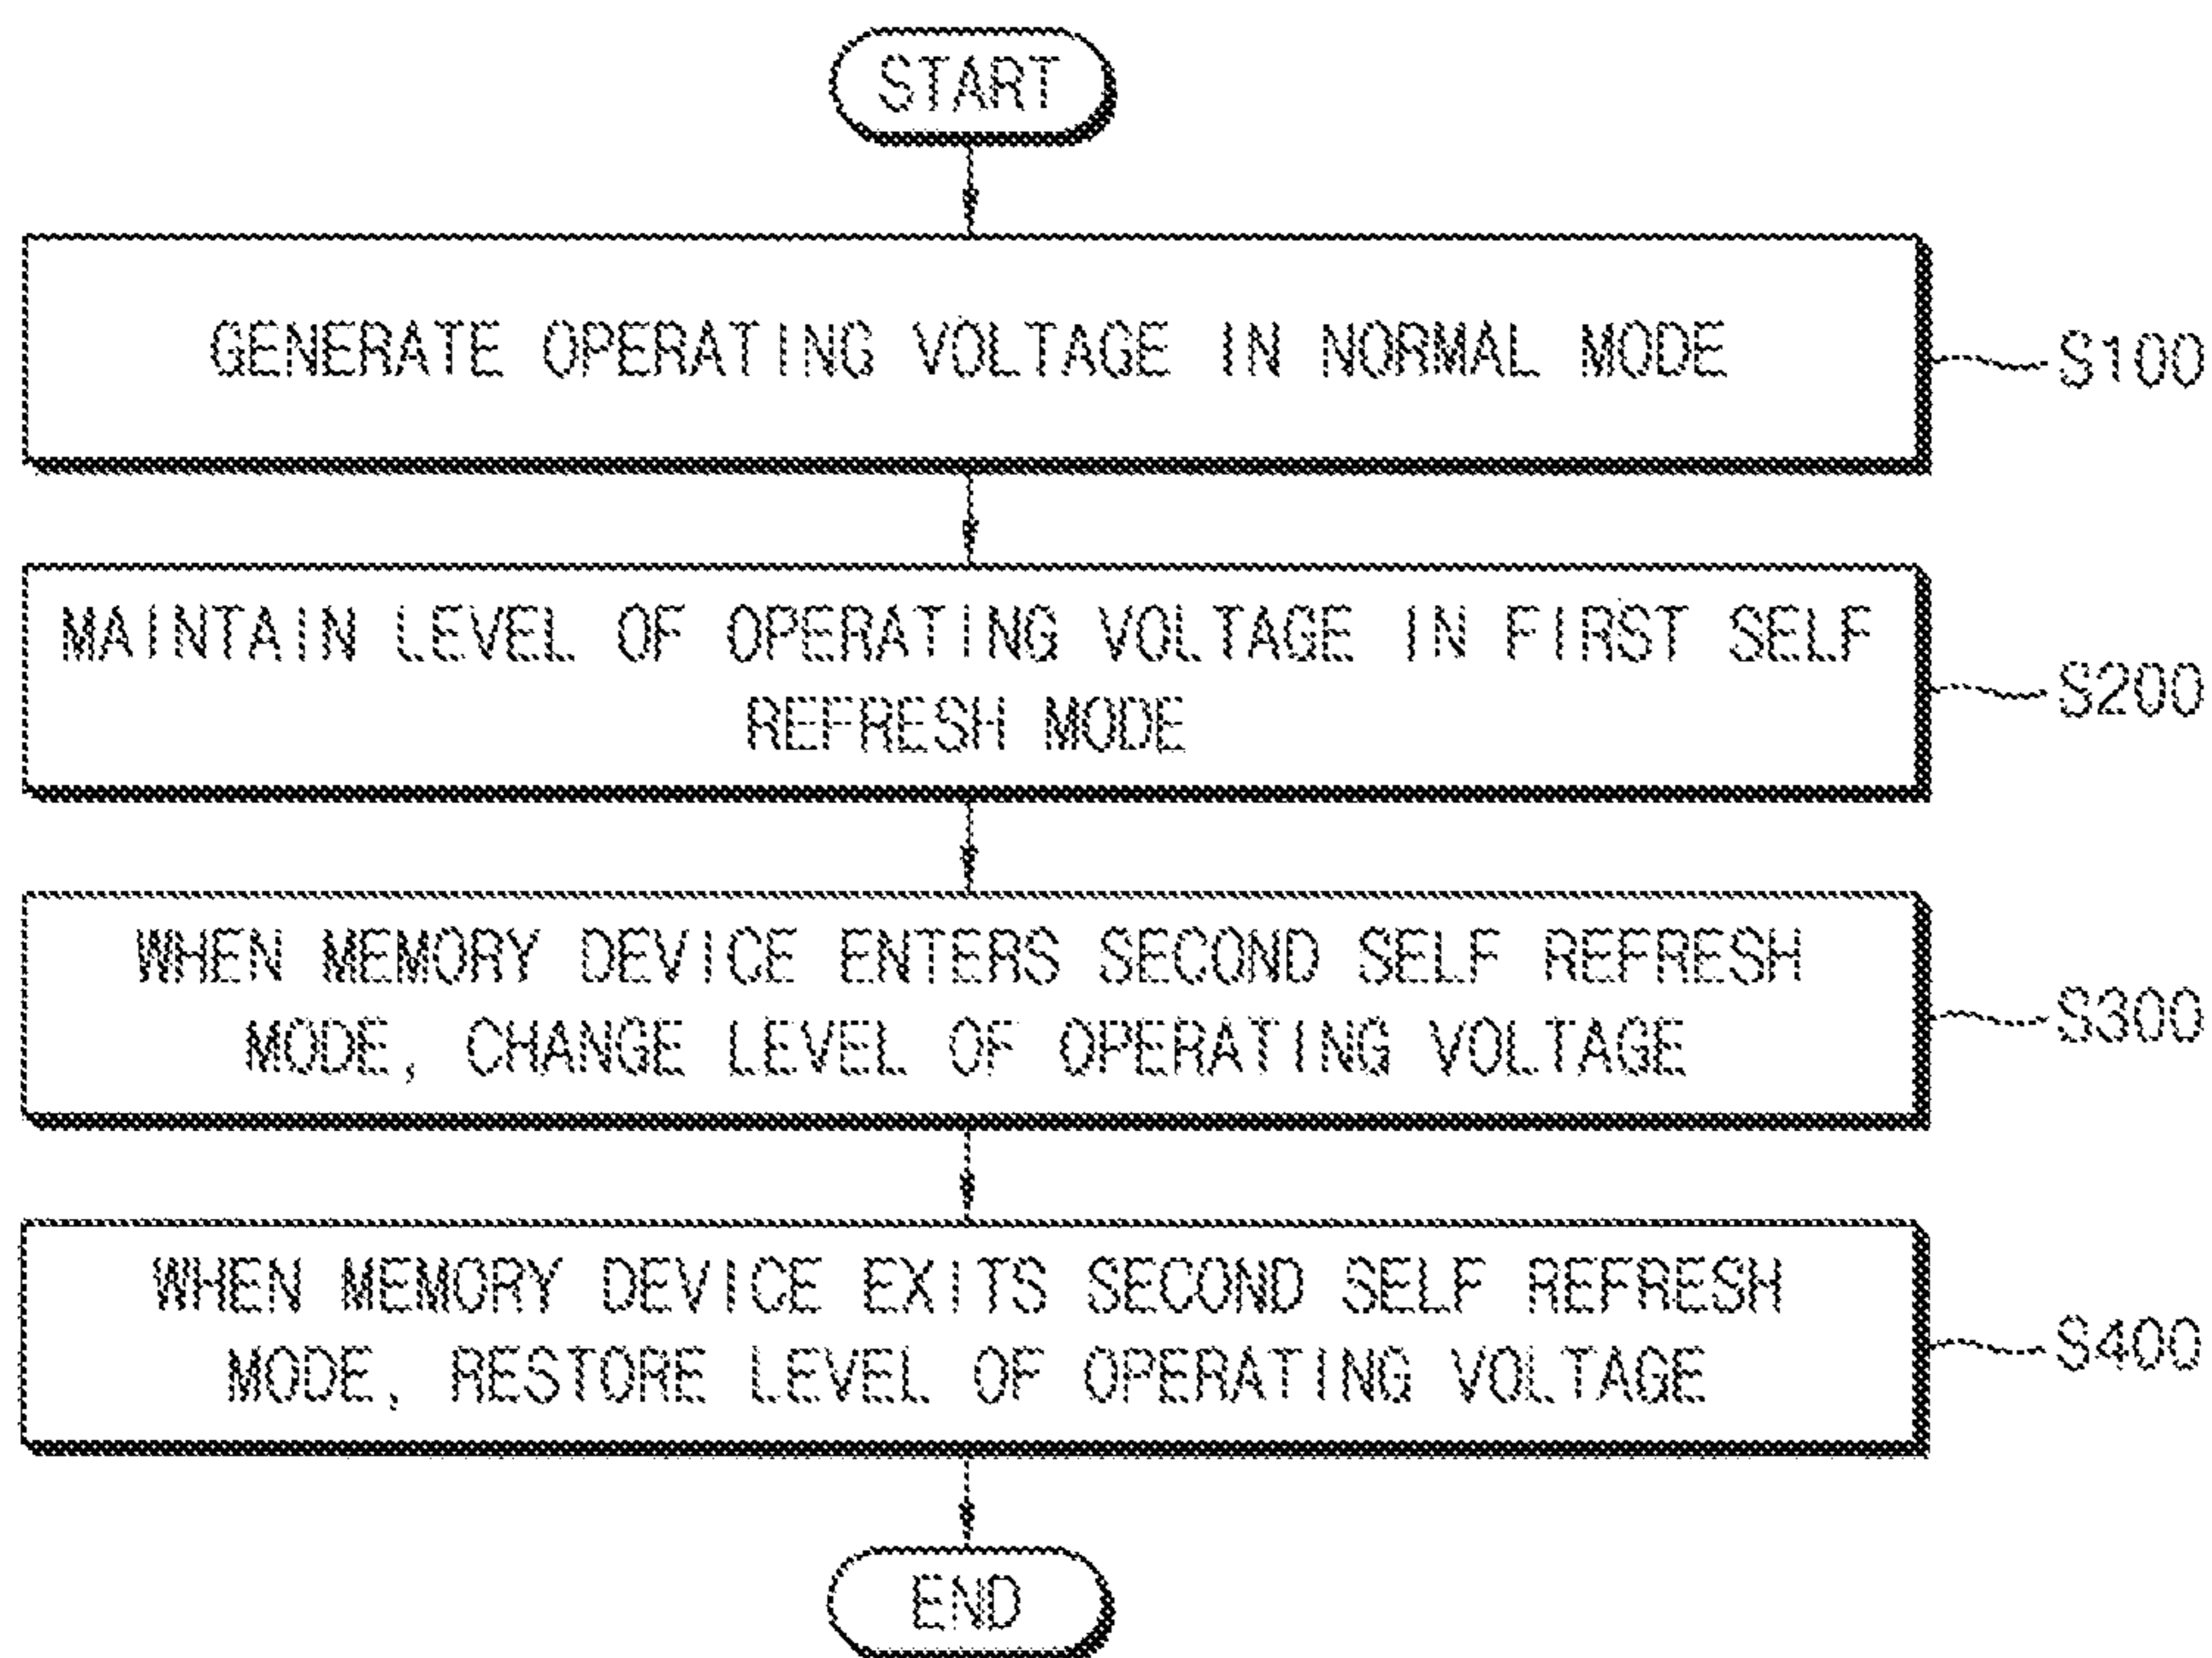 START
GENERATE OPERATING VOLTAGE IN NORMAL MODE
S100
MAINTAIN LEVEL OF OPERATING VOLTAGE IN FIRST SELF
REFRESH MODE
S200
WHEN MEMORY DEVICE ENTERS SECOND SELF REFRESH
MODE, CHANGE LEVEL OF OPERATING VOLTAGE
S300
WHEN MEMORY DEVICE EXITS SECOND SELF REFRESH
MODE, RESTORE LEVEL OF OPERATING VOLTAGE
S400
END